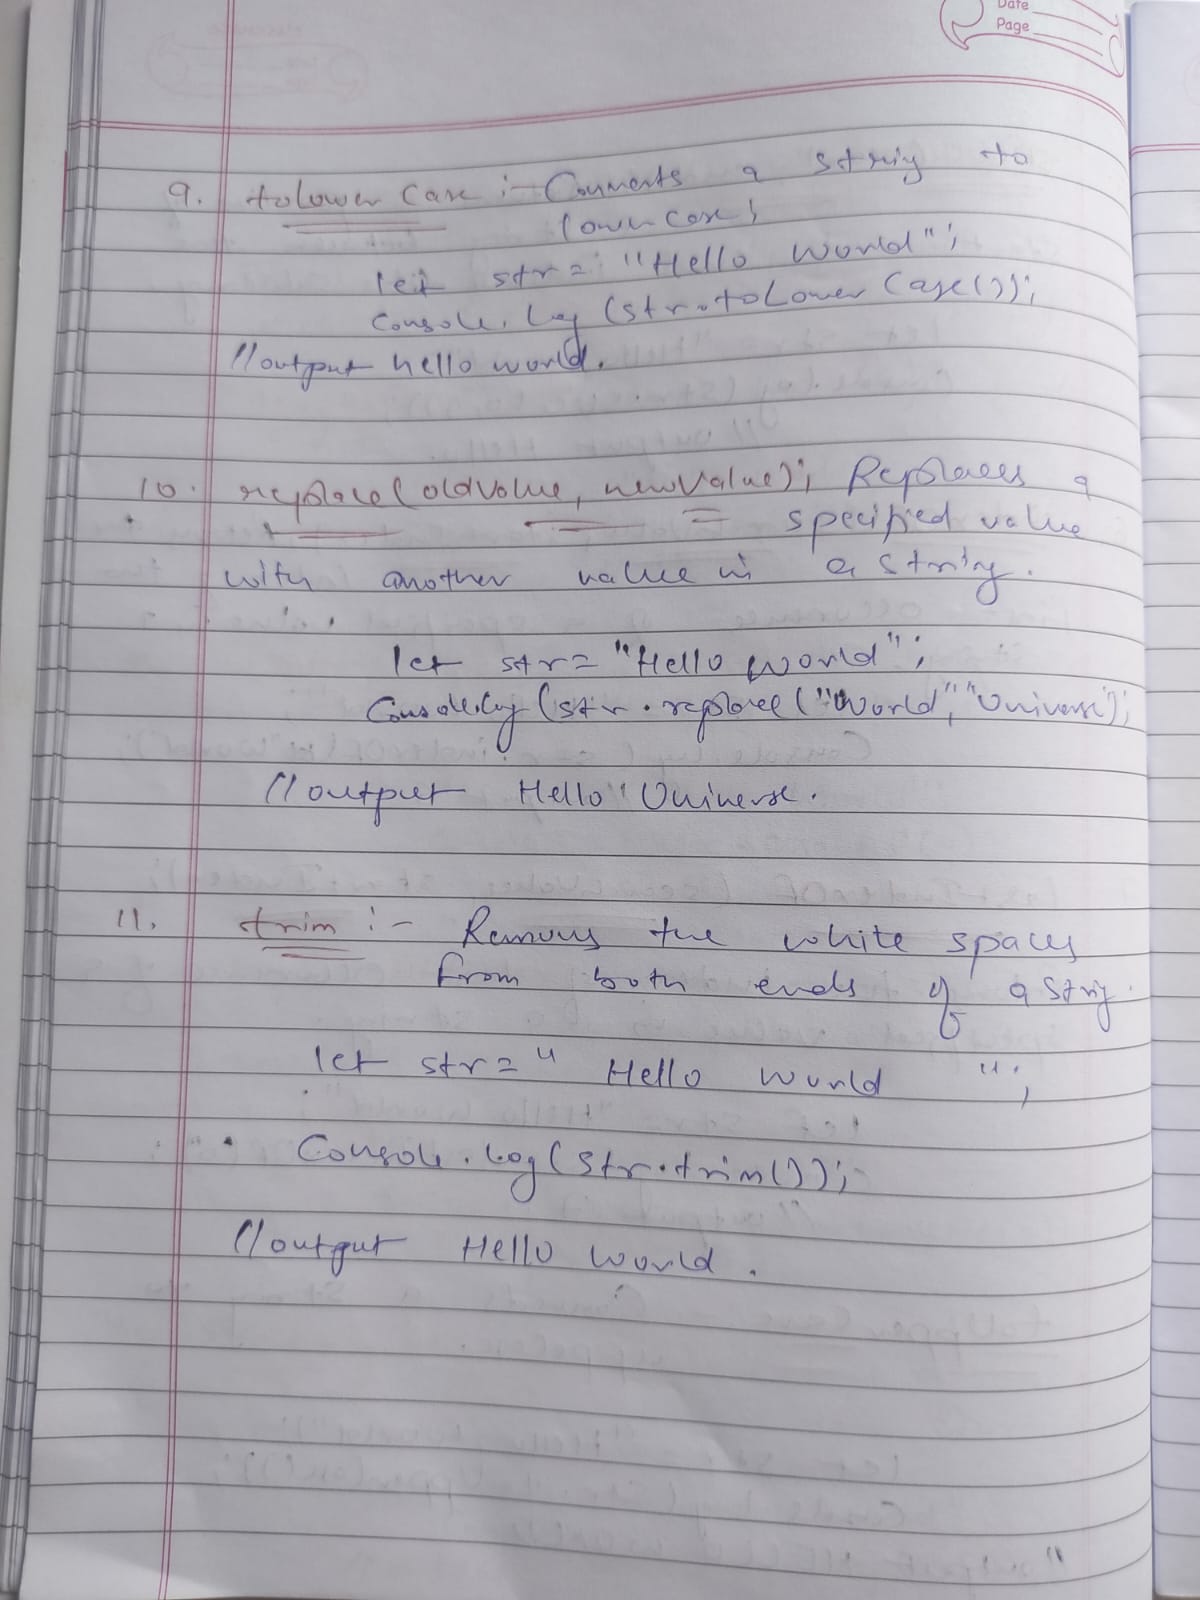 Date
Page
9. toLower Case :- Convverts a string to
lower case;
let str = "Hello World";
Console.log (str.toLower Case());
//output hello world.
10. replace(oldValue, newValue); Replaces a
specified value
with another value in a string.
let str = "Hello World";
Console.log (str.replace("World", "Universe");
//output Hello Universe.
11. trim :- Removes the white spaces
from both ends of a string.
let str = " Hello World ";
Console.log(str.trim());
//output Hello World.